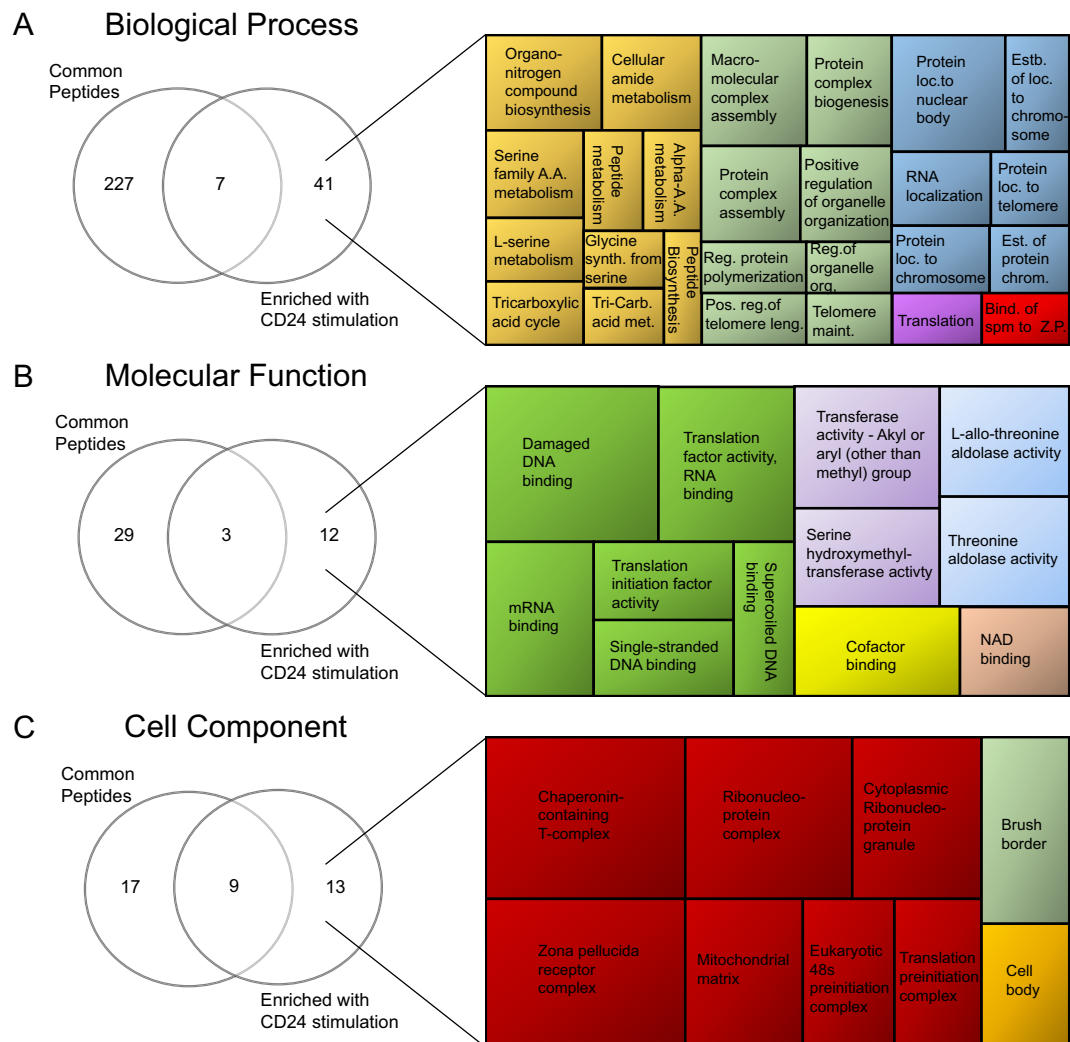 A
Biological Process
Common
Peptides
227
7
41
Enriched with
CD24 stimulation
Organo-
nitrogen
compound
biosynthesis
Cellular
amide
metabolism
Serine
family A.A.
metabolism
Peptide
metabolism
Alpha-A.A.
metabolism
L-serine
metabolism
Glycine
synth. from
serine
Peptide
Biosynthesis
Tricarboxylic
acid cycle
Tri-Carb.
acid met.
Macro-
molecular
complex
assembly
Protein
complex
biogenesis
Protein
complex
assembly
Positive
regulation
of organelle
organization
Reg. protein
polymerization
Reg.of
organelle
org.
Pos. reg.of
telomere leng.
Telomere
maint.
Protein
loc.to
nuclear
body
Estb.
of loc.
to
chromo-
some
RNA
localization
Protein
loc. to
telomere
Protein
loc. to
chromosome
Est. of
protein
chrom.
Translation
Bind. of
spm to Z.P.
B
Molecular Function
Common
Peptides
29
3
12
Enriched with
CD24 stimulation
Damaged
DNA
binding
Translation
factor activity,
RNA
binding
mRNA
binding
Translation
initiation factor
activity
Single-stranded
DNA binding
Supercoiled DNA
binding
Transferase
activity - Akyl or
aryl (other than
methyl) group
L-allo-threonine
aldolase activity
Serine
hydroxymethyl-
transferase activty
Threonine
aldolase activity
Cofactor
binding
NAD
binding
C
Cell Component
Common
Peptides
17
9
13
Enriched with
CD24 stimulation
Chaperonin-
containing
T-complex
Ribonucleo-
protein
complex
Cytoplasmic
Ribonucleo-
protein
granule
Brush
border
Zona pellucida
receptor
complex
Mitochondrial
matrix
Eukaryotic
48s
preinitiation
complex
Translation
preinitiation
complex
Cell
body